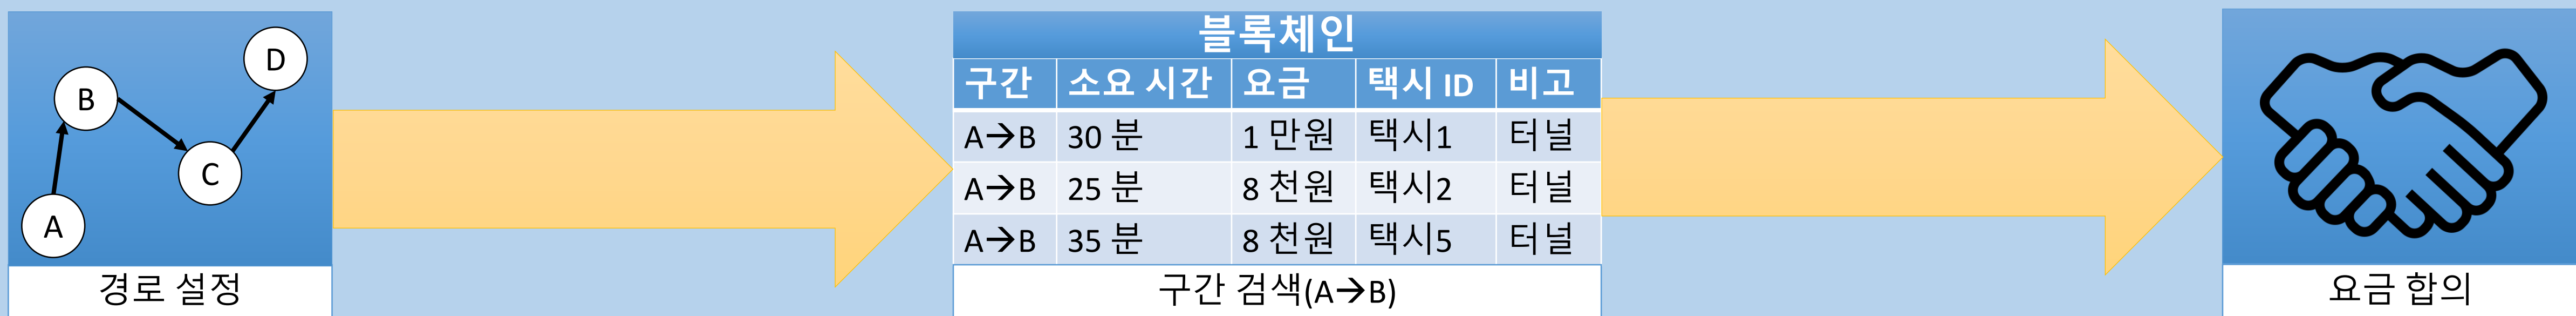 D
B
C
A
경로 설정
블록체인
구간 소요 시간 요금 택시 ID 비고
A→B 30 분 1 만원 택시1 터널
A→B 25 분 8 천원 택시2 터널
A→B 35 분 8 천원 택시5 터널
구간 검색(A→B)
요금 합의